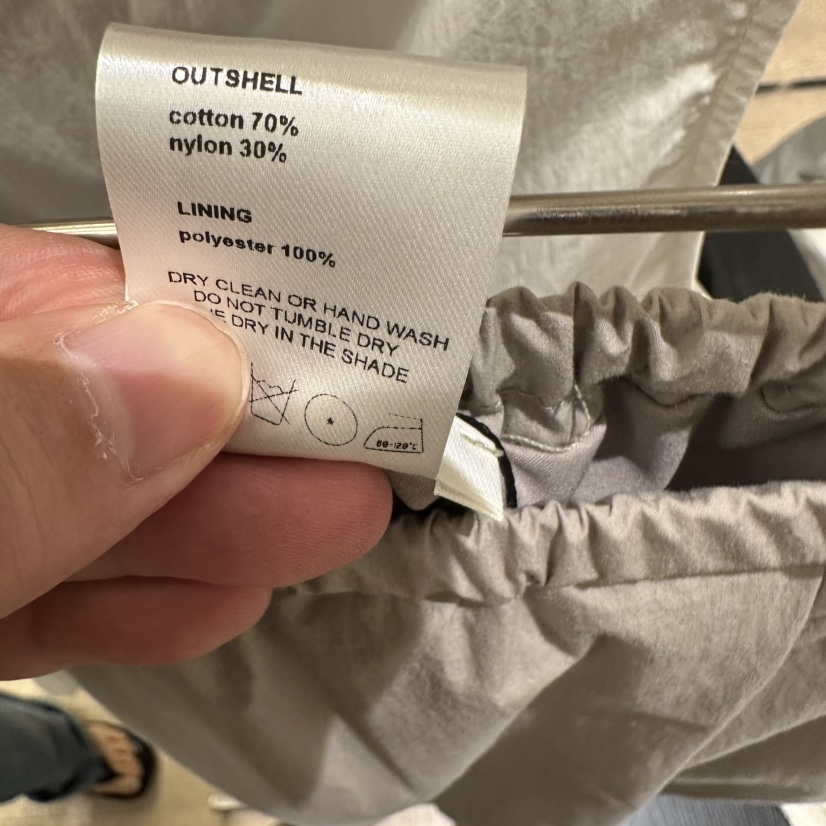 OUTSHELL
cotton 70%
nylon 30%
LINING
polyester 100%
DRY CLEAN OR HAND WASH
DO NOT TUMBLE DRY
DRY IN THE SHADE
80-120°C